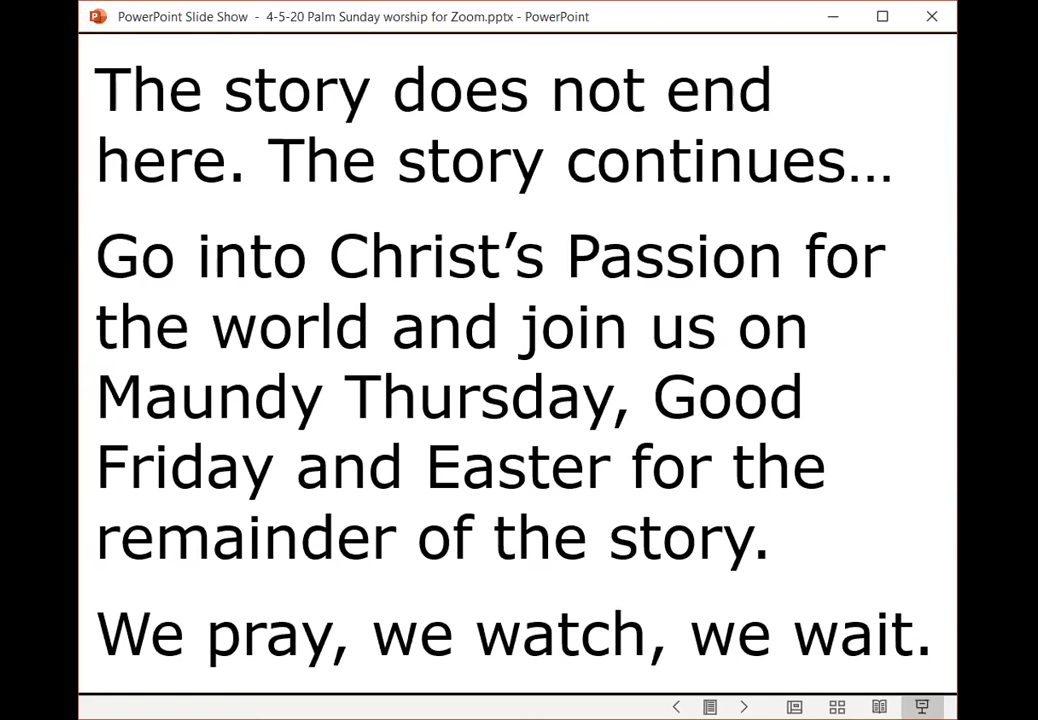 PowerPoint Slide Show - 4-5-20 Palm Sunday worship for Zoom.pptx - PowerPoint
The story does not end
here. The story continues…
Go into Christ’s Passion for
the world and join us on
Maundy Thursday, Good
Friday and Easter for the
remainder of the story.
We pray, we watch, we wait.